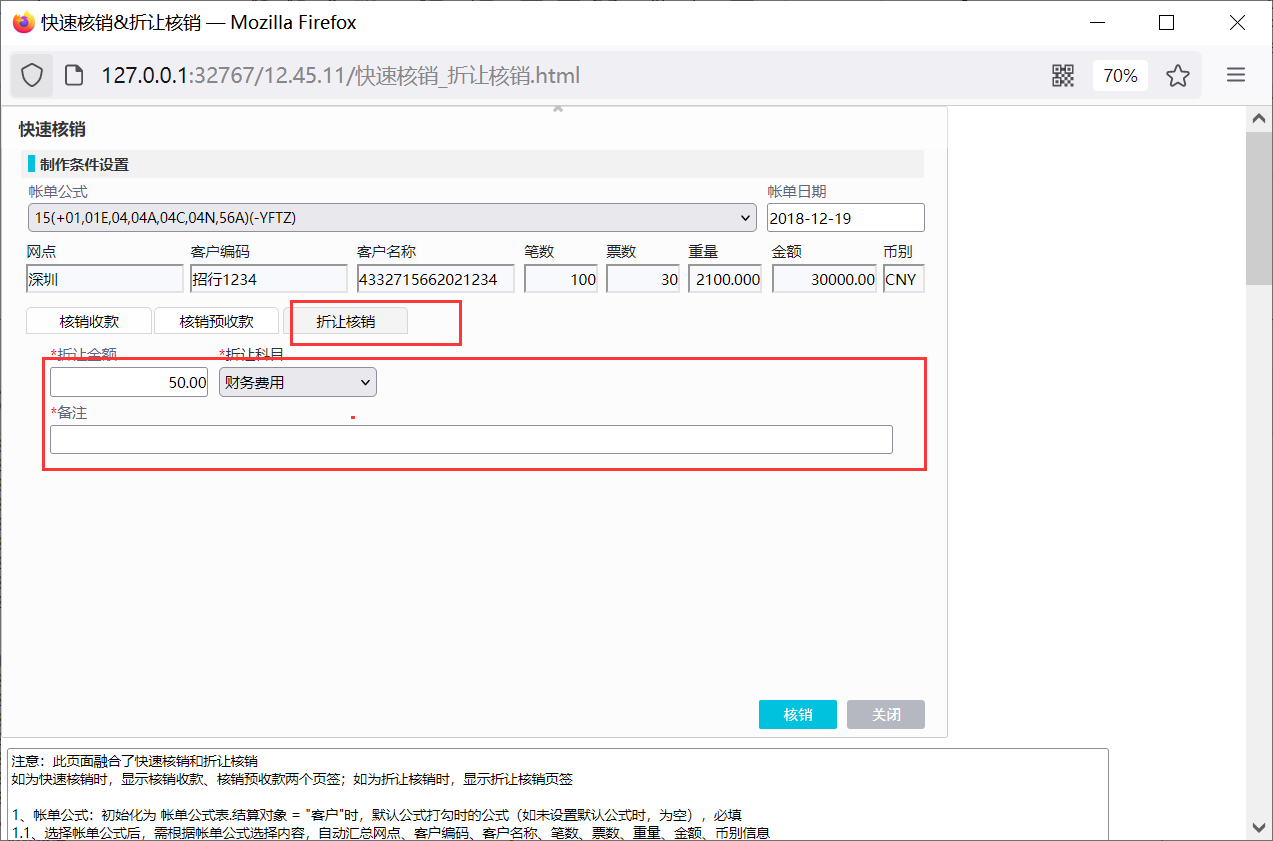 快速核销&折让核销 — Mozilla Firefox
127.0.0.1:32767/12.45.11/快速核销_折让核销.html
70%
快速核销
制作条件设置
帐单公式 帐单日期
15(+01,01E,04,04A,04C,04N,56A)(-YFTZ) 2018-12-19
网点 客户编码 客户名称 笔数 票数 重量 金额 币别
深圳 招行1234 4332715662021234 100 30 2100.000 30000.00 CNY
核销收款 核销预收款 折让核销
*折让金额 *折让科目
50.00 财务费用
*备注
核销 关闭
注意：此页面融合了快速核销和折让核销
如为快速核销时，显示核销收款、核销预收款两个页签；如为折让核销时，显示折让核销页签
1、帐单公式：初始化为 帐单公式表.结算对象 = "客户"时，默认公式打勾时的公式（如未设置默认公式时，为空），必填
1.1、选择帐单公式后，需根据帐单公式选择内容，自动汇总网点、客户编码、客户名称、笔数、票数、重量、金额、币别信息